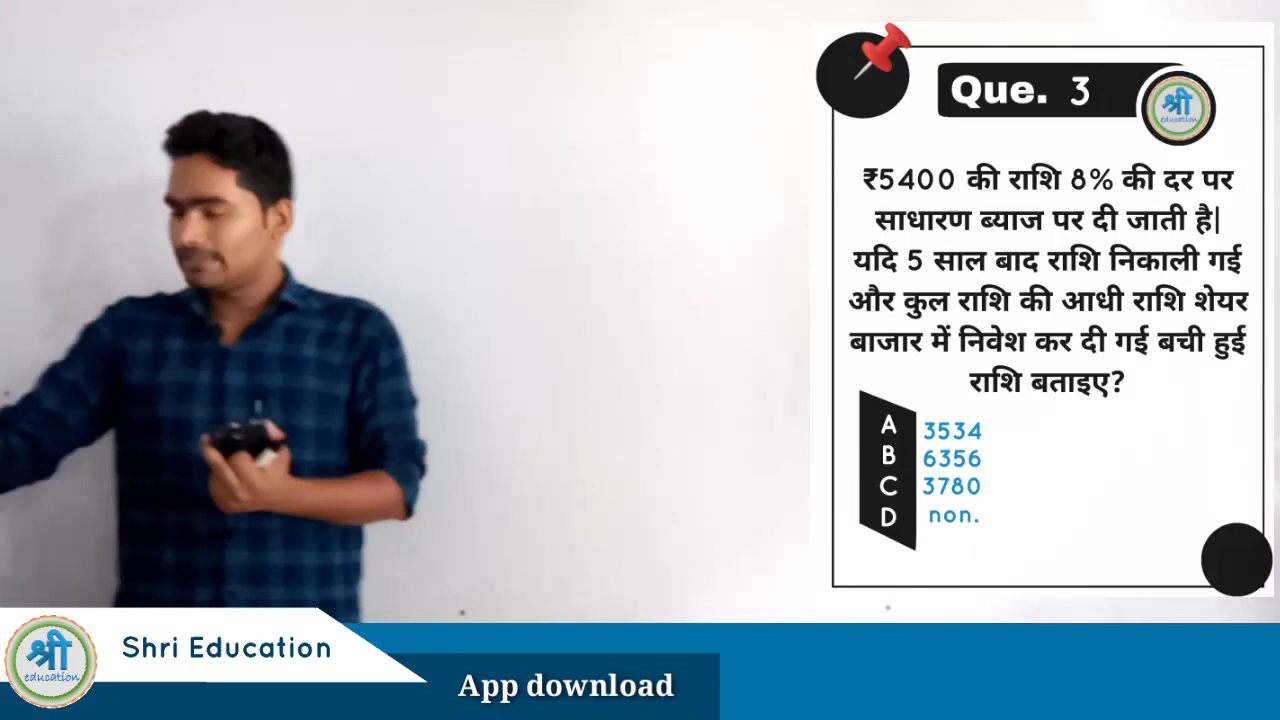 Que. 3
श्री
education
₹5400 की राशि 8% की दर पर
साधारण ब्याज पर दी जाती है|
यदि 5 साल बाद राशि निकाली गई
और कुल राशि की आधी राशि शेयर
बाजार में निवेश कर दी गई बची हुई
राशि बताइए?
A 3534
B 6356
C 3780
D non.
श्री
education
Shri Education
App download